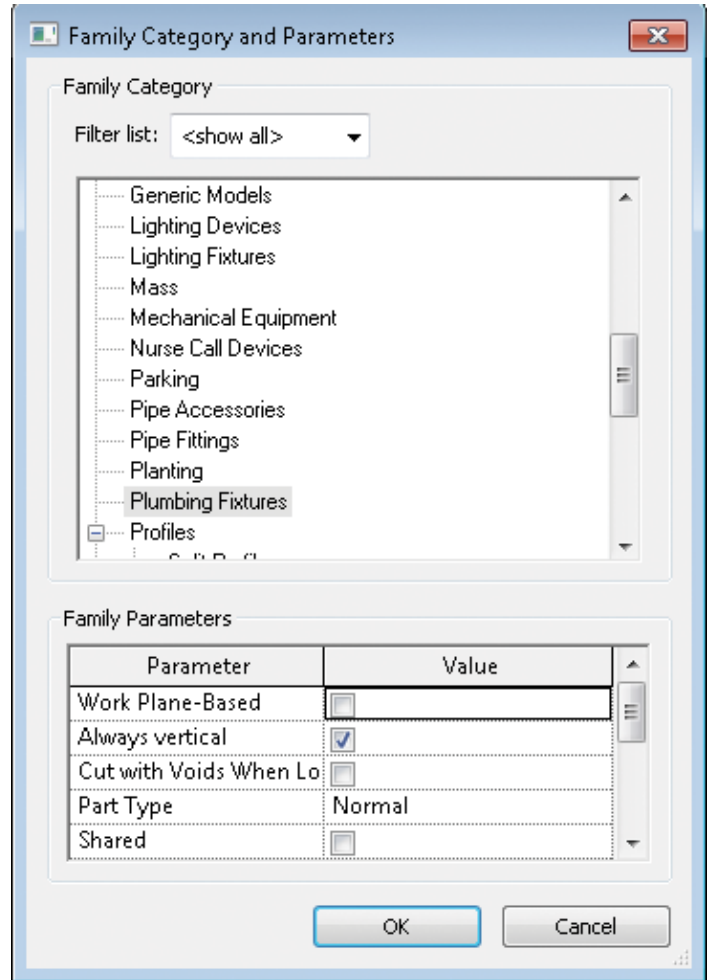 Family Category and Parameters
Family Category
Filter list: <show all>
Generic Models
Lighting Devices
Lighting Fixtures
Mass
Mechanical Equipment
Nurse Call Devices
Parking
Pipe Accessories
Pipe Fittings
Planting
Plumbing Fixtures
Profiles
Family Parameters
Parameter Value
Work Plane-Based
Always vertical
Cut with Voids When Lo
Part Type Normal
Shared
OK Cancel